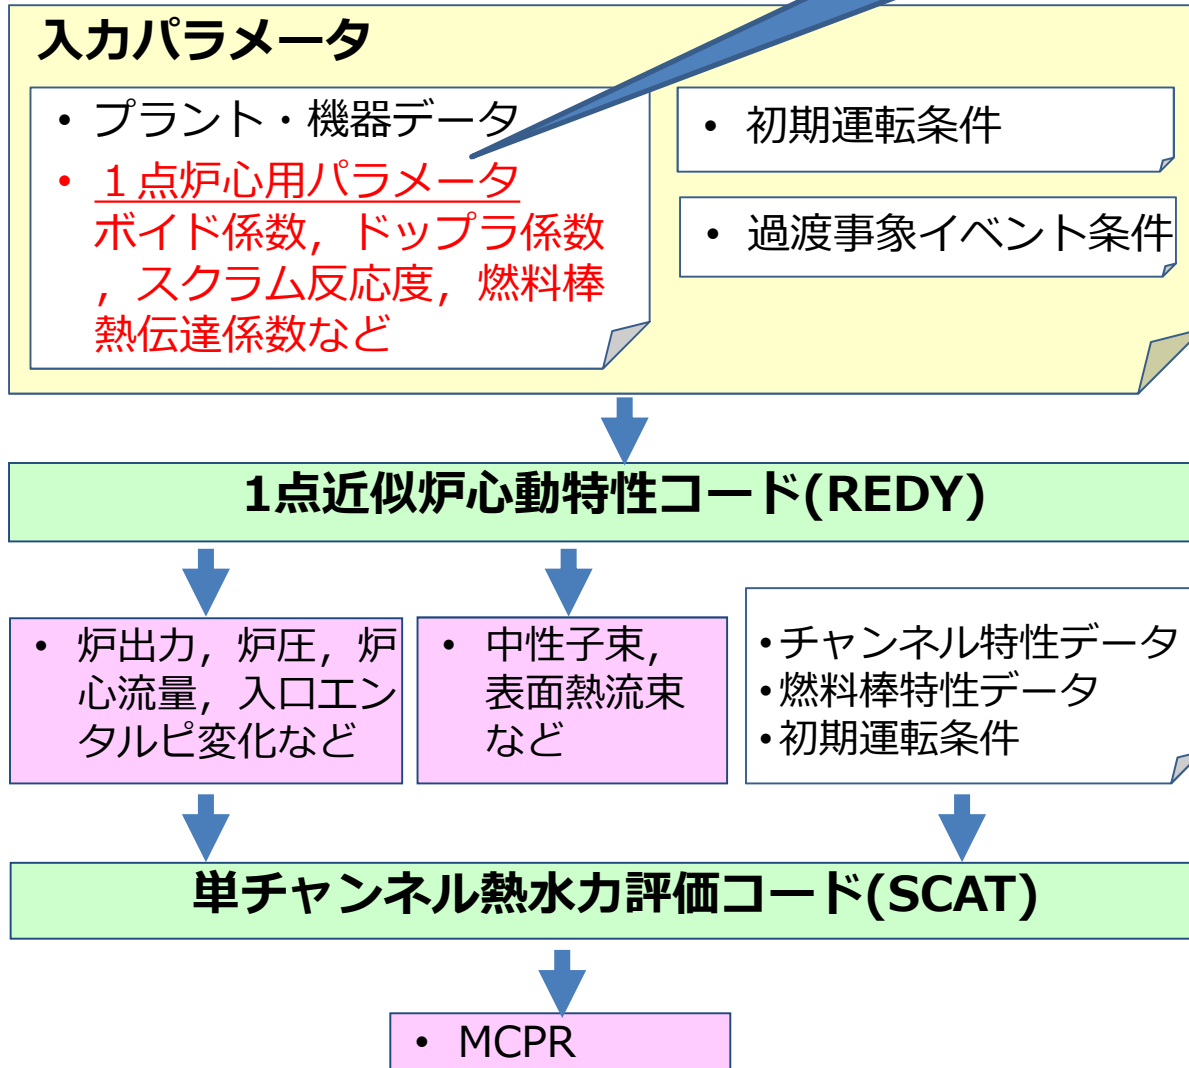 入力パラメータ
• プラント・機器データ
• １点炉心用パラメータ
ボイド係数，ドップラ係数
，スクラム反応度，燃料棒
熱伝達係数など
• 初期運転条件
• 過渡事象イベント条件
1点近似炉心動特性コード(REDY)
• 炉出力，炉圧，炉
心流量，入口エン
タルピ変化など
• 中性子束，
表面熱流束
など
•チャンネル特性データ
•燃料棒特性データ
•初期運転条件
単チャンネル熱水力評価コード(SCAT)
• MCPR